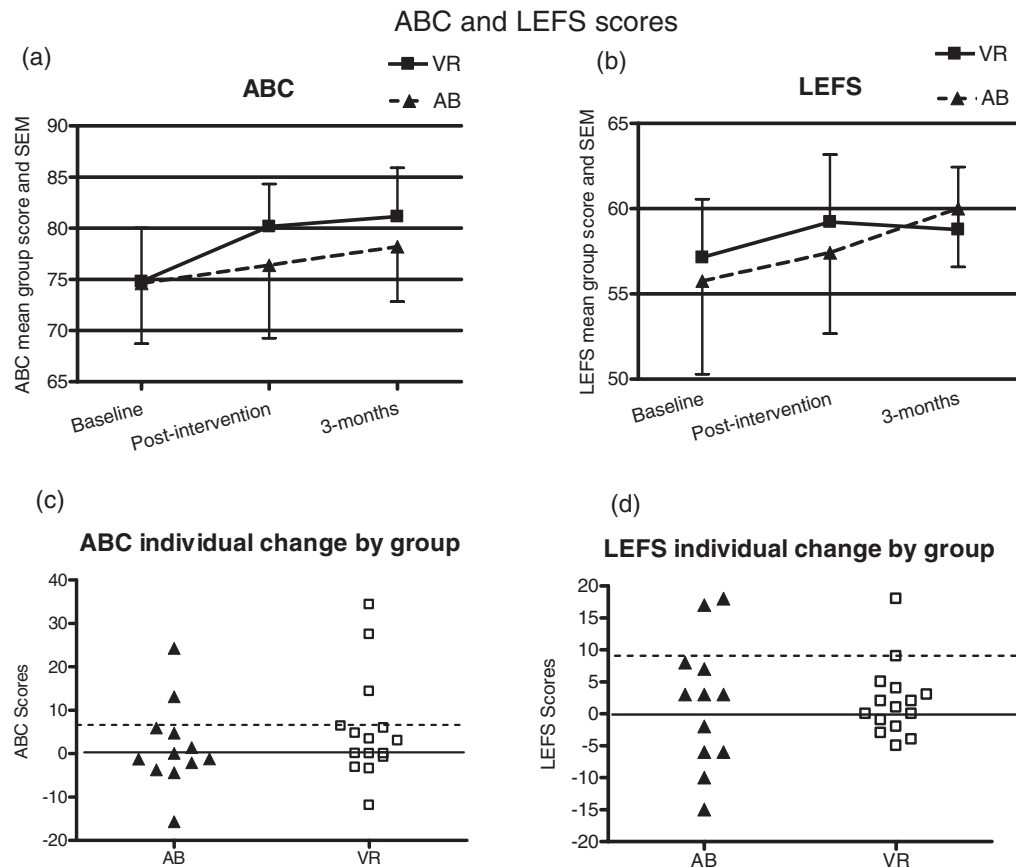 ABC and LEFS scores
(a)
VR
ABC
AB
ABC mean group score and SEM
90
85
80
75
70
65
Baseline
Post-intervention
3-months
(b)
VR
LEFS
AB
LEFS mean group score and SEM
65
60
55
50
Baseline
Post-intervention
3-months
(c)
ABC individual change by group
ABC Scores
40
30
20
10
0
-10
-20
AB
VR
(d)
LEFS individual change by group
LEFS Scores
20
15
10
5
0
-5
-10
-15
-20
AB
VR